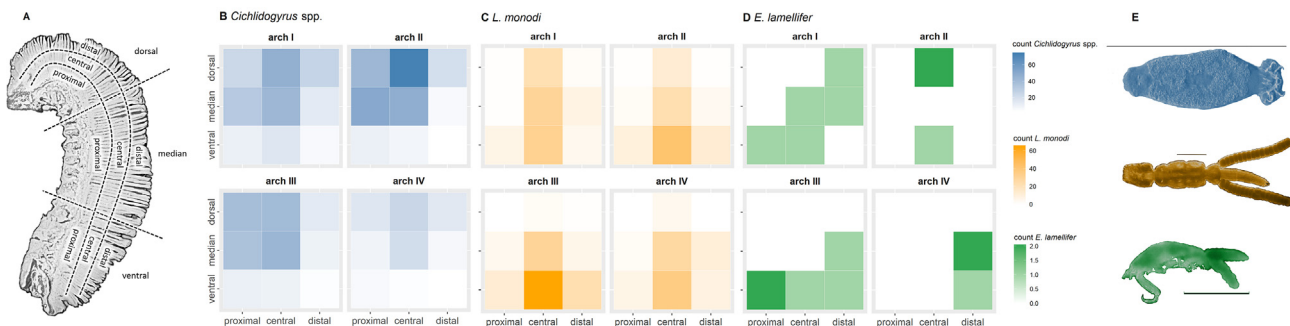 A
distal
central
proximal
dorsal
proximal
central
distal
median
proximal
central
distal
ventral
B Cichlidogyrus spp.
arch I
arch II
dorsal
median
ventral
arch III
arch IV
dorsal
median
ventral
proximal central distal
proximal central distal
C L. monodi
arch I
arch II
arch III
arch IV
proximal central distal
proximal central distal
D E. lamellifer
arch I
arch II
arch III
arch IV
proximal central distal
proximal central distal
count Cichlidogyrus spp.
60
40
20
0
count L. monodi
60
40
20
0
count E. lamellifer
2.0
1.5
1.0
0.5
0.0
E